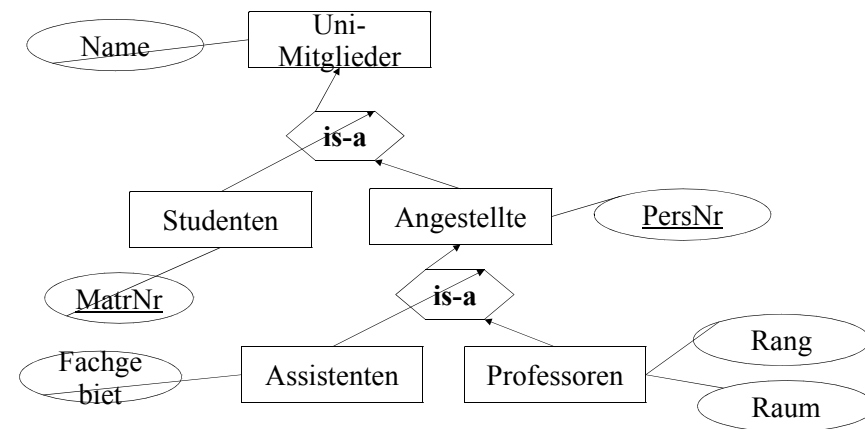 Name
Uni-
Mitglieder
is-a
Studenten
Angestellte
PersNr
MatrNr
is-a
Fachge
biet
Assistenten
Professoren
Rang
Raum